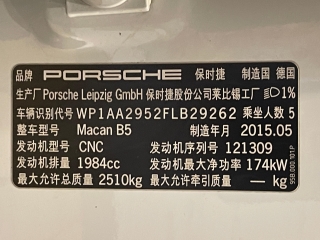 品牌 PORSCHE 保时捷 制造国 德国
生产厂 Porsche Leipzig GmbH 保时捷股份公司莱比锡工厂 1%
车辆识别代号 WP1AA2952FLB29262 乘坐人数 5
整车型号 Macan B5 制造年月 2015.05
发动机型号 CNC 发动机序列号 121309
发动机排量 1984cc 发动机最大净功率 174kW
最大允许总质量 2510kg 最大允许牵引质量 — kg